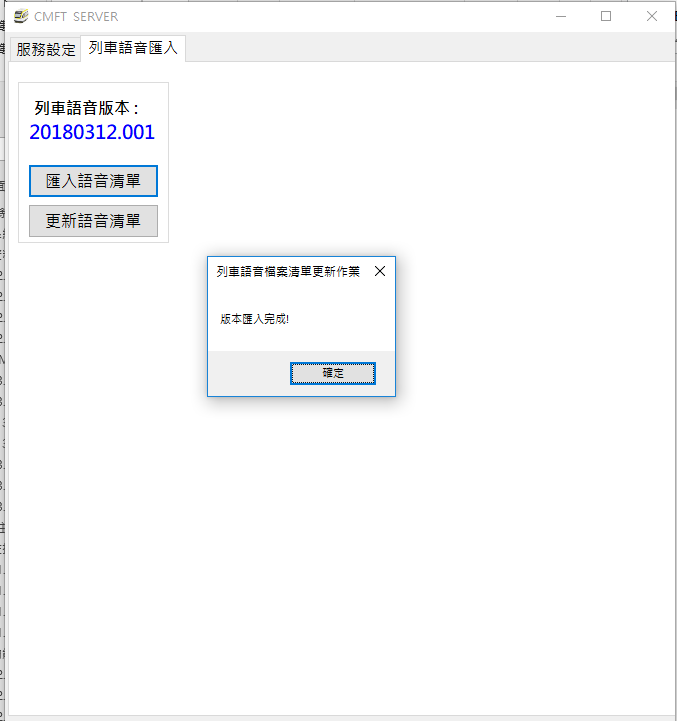 CMFT SERVER
服務設定
列車語音匯入
列車語音版本：
20180312.001
匯入語音清單
更新語音清單
列車語音檔案清單更新作業
版本匯入完成!
確定